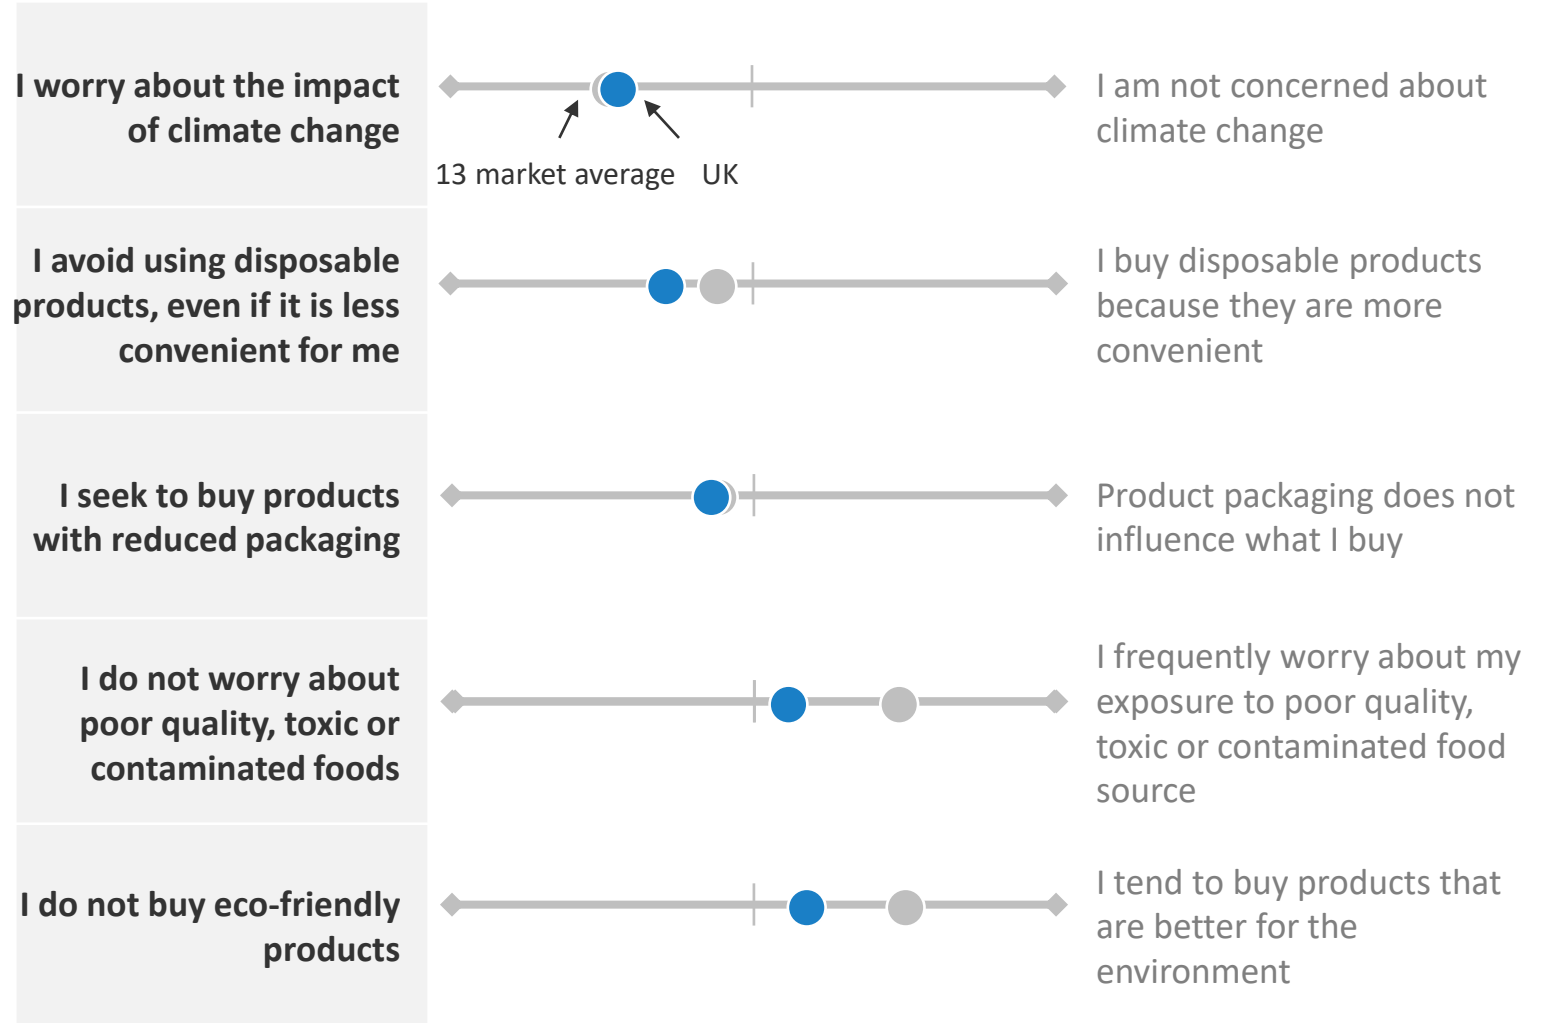 I worry about the impact
of climate change
I am not concerned about
climate change
13 market average
UK
I avoid using disposable
products, even if it is less
convenient for me
I buy disposable products
because they are more
convenient
I seek to buy products
with reduced packaging
Product packaging does not
influence what I buy
I do not worry about
poor quality, toxic or
contaminated foods
I frequently worry about my
exposure to poor quality,
toxic or contaminated food
source
I do not buy eco-friendly
products
I tend to buy products that
are better for the
environment